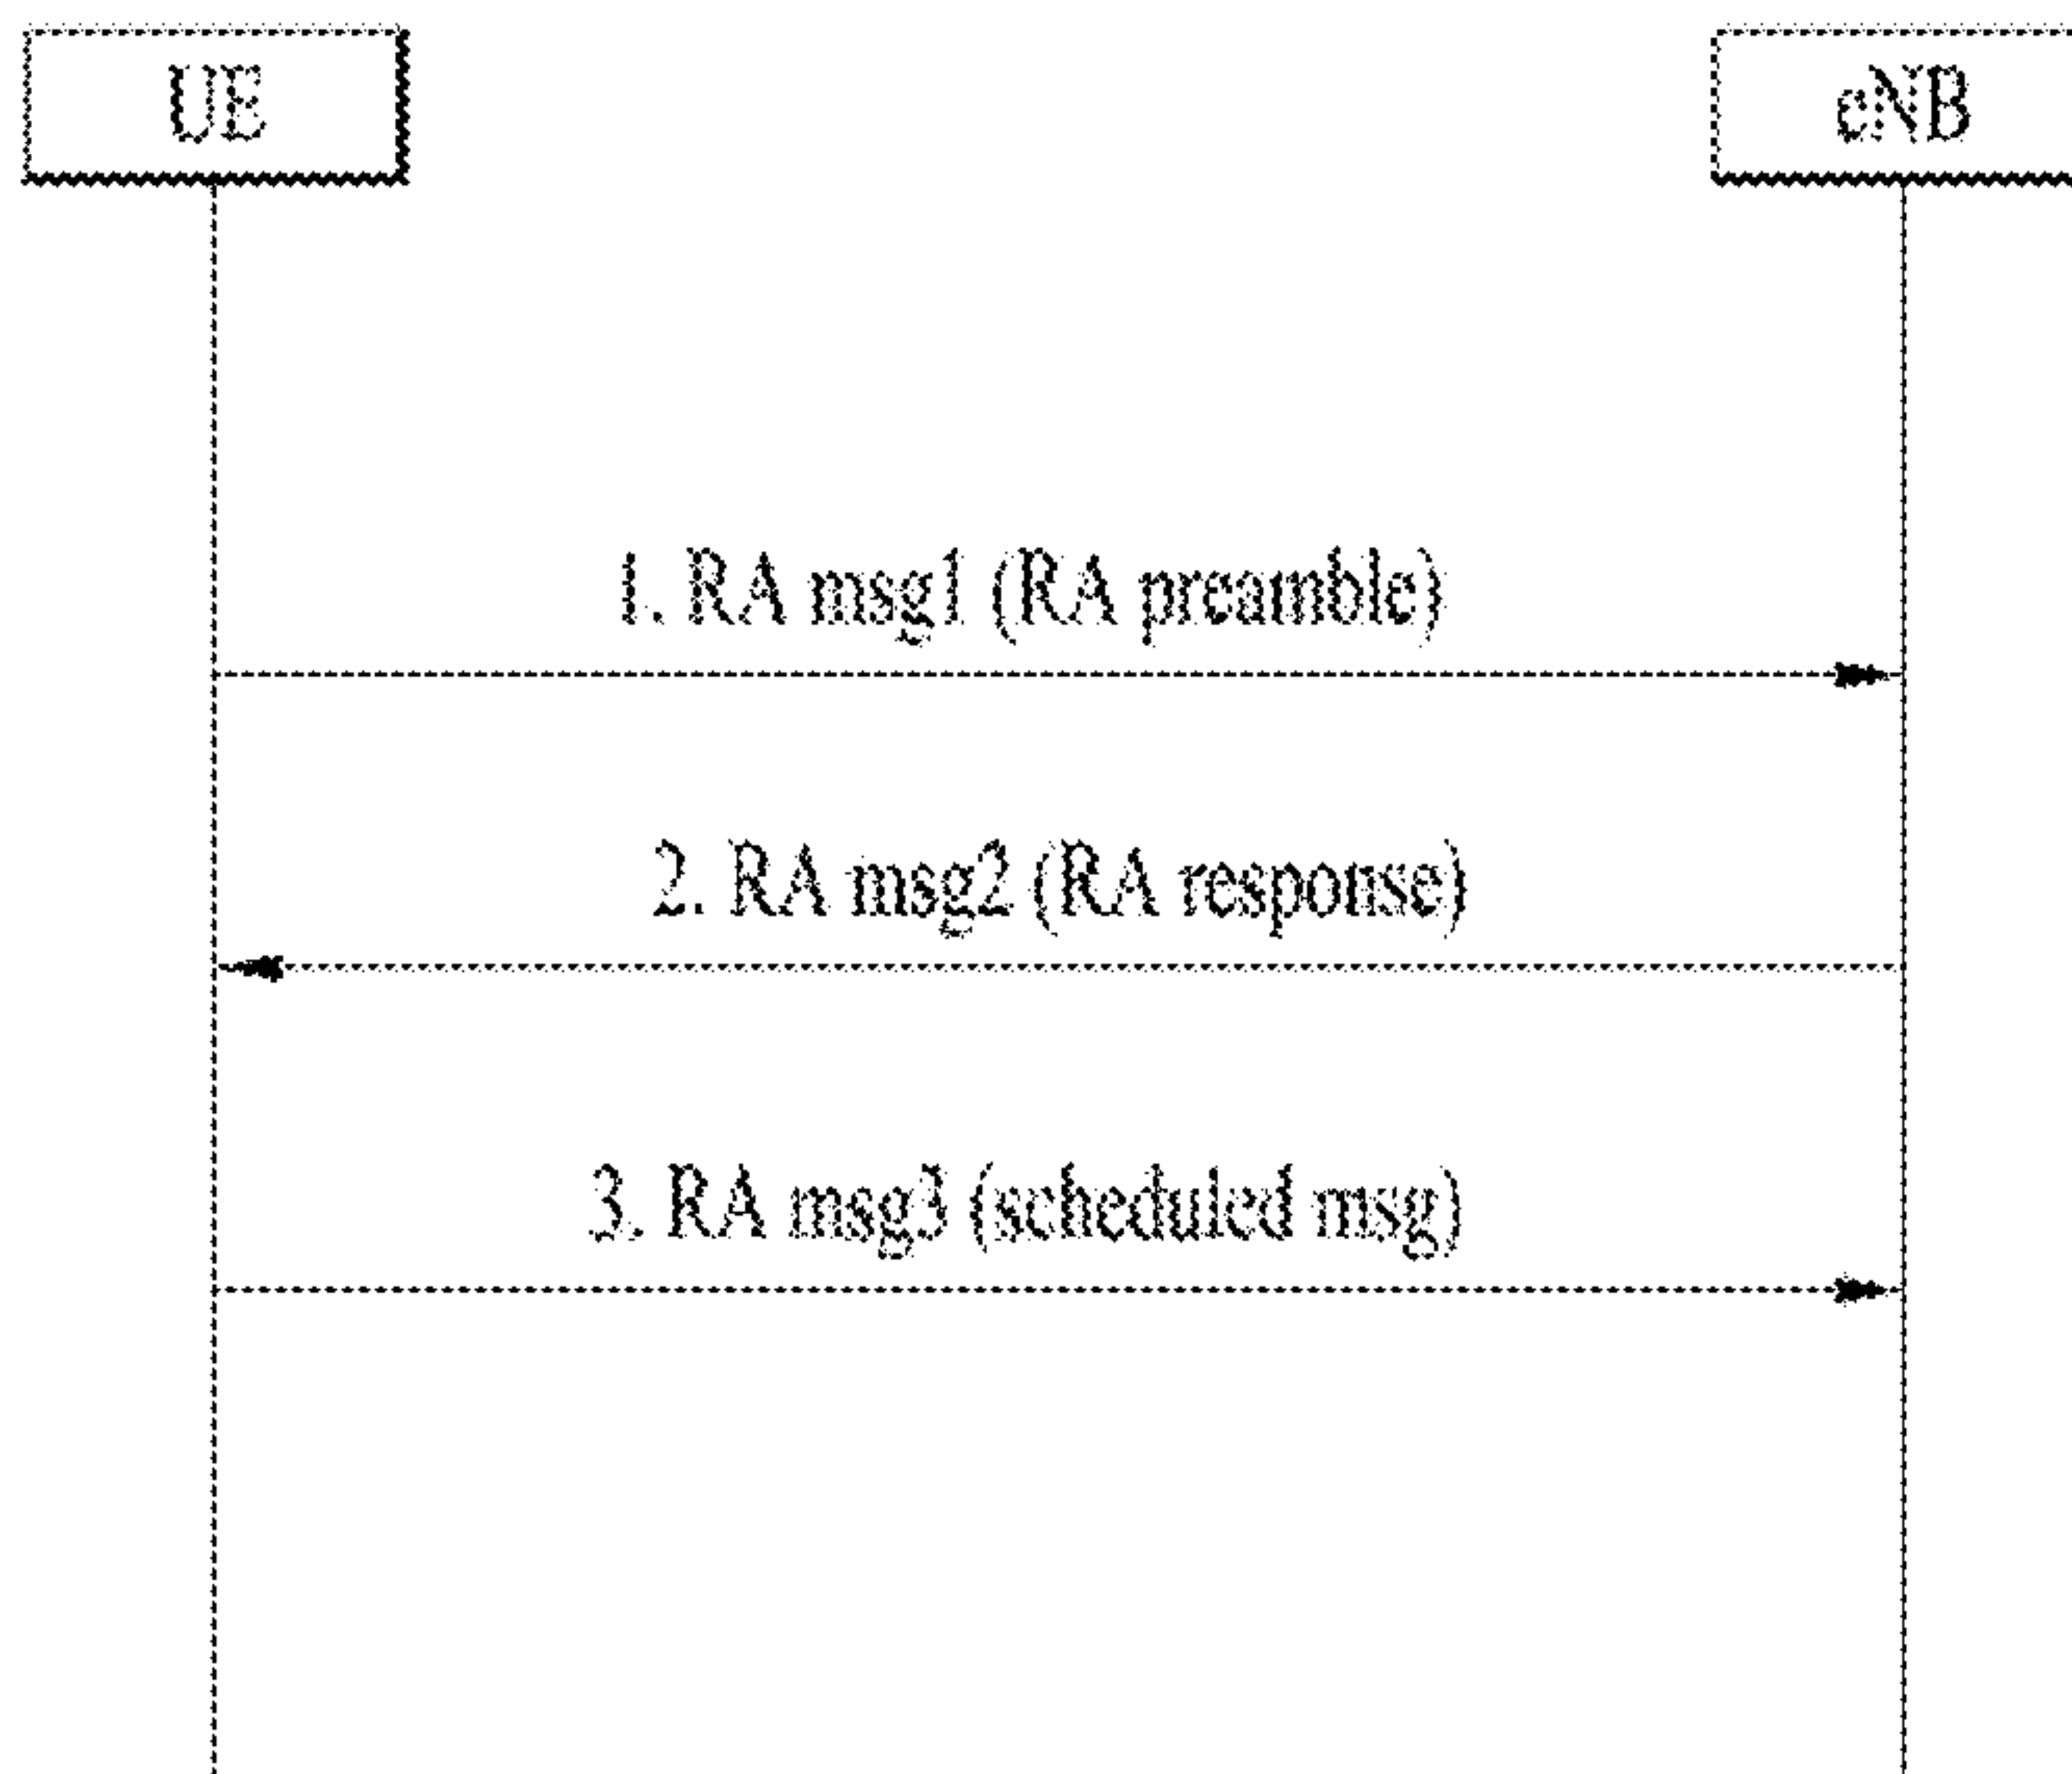 UE
eNB
1. RA msg1 (RA preamble)
2. RA msg2 (RA response)
3. RA msg3 (scheduled msg)